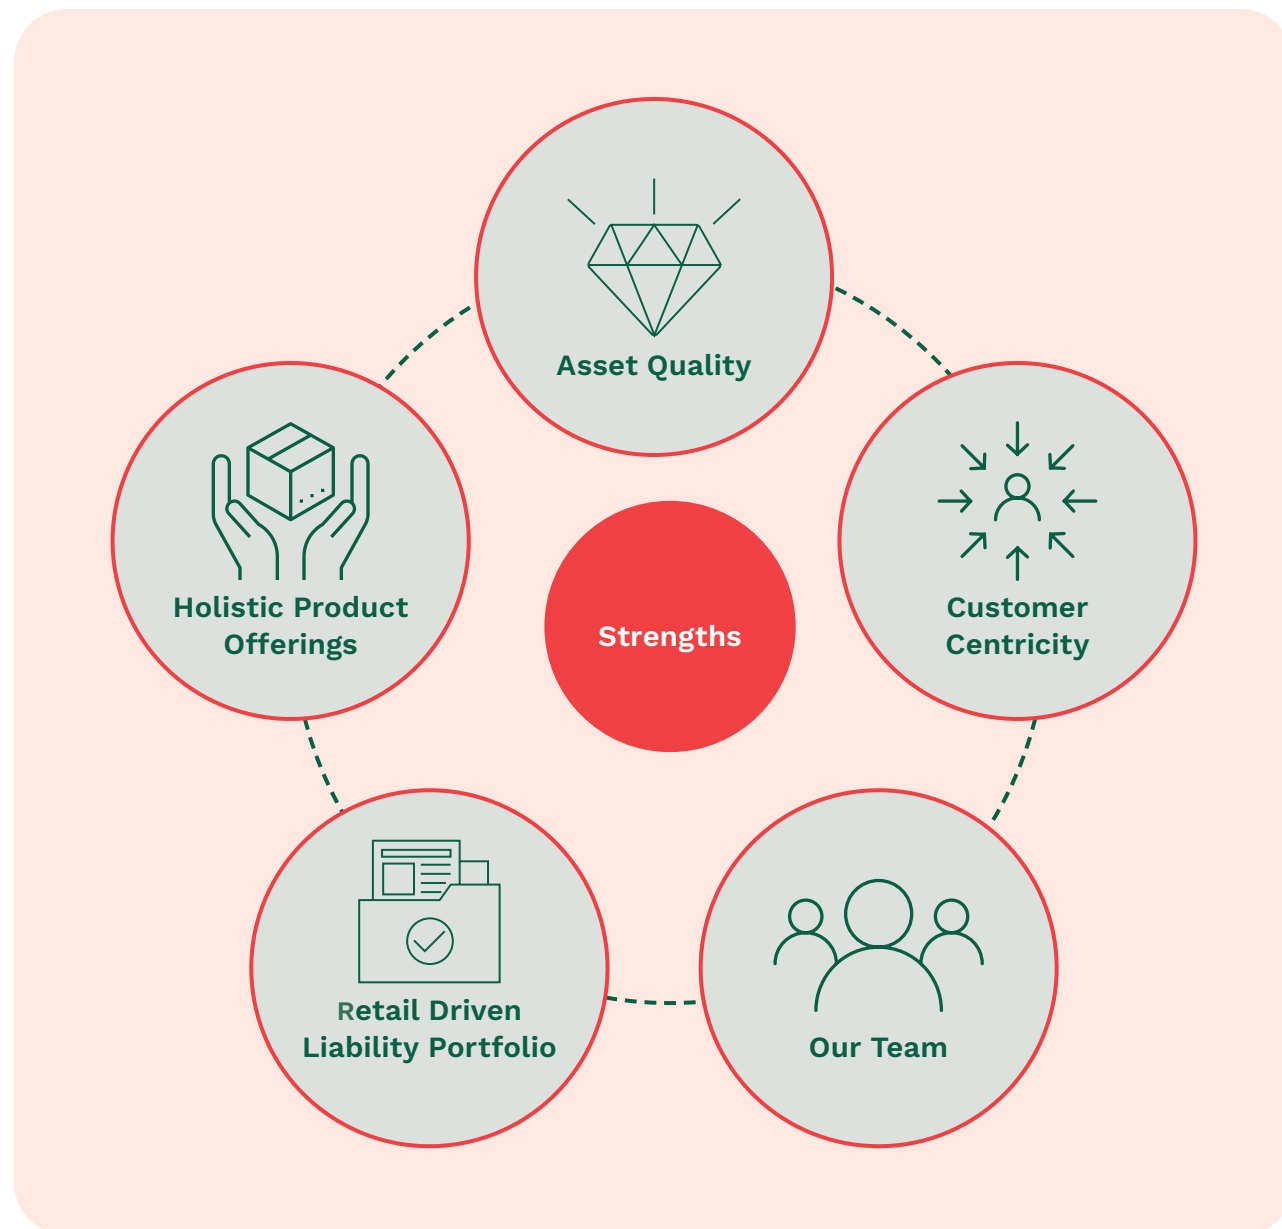 Asset Quality
Holistic Product
Offerings
Customer
Centricity
Strengths
Retail Driven
Liability Portfolio
Our Team